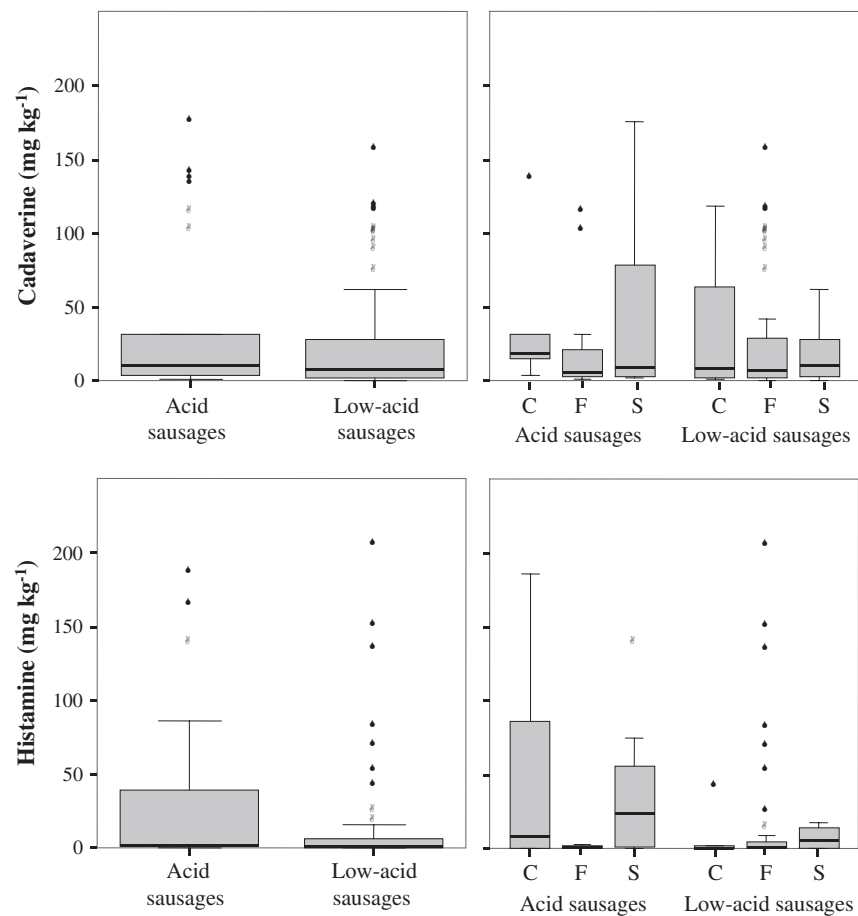 Cadaverine (mg kg⁻¹)
200
150
100
50
0
Acid
sausages
Low-acid
sausages
C F S C F S
Acid sausages Low-acid sausages
Histamine (mg kg⁻¹)
200
150
100
50
0
Acid
sausages
Low-acid
sausages
C F S C F S
Acid sausages Low-acid sausages